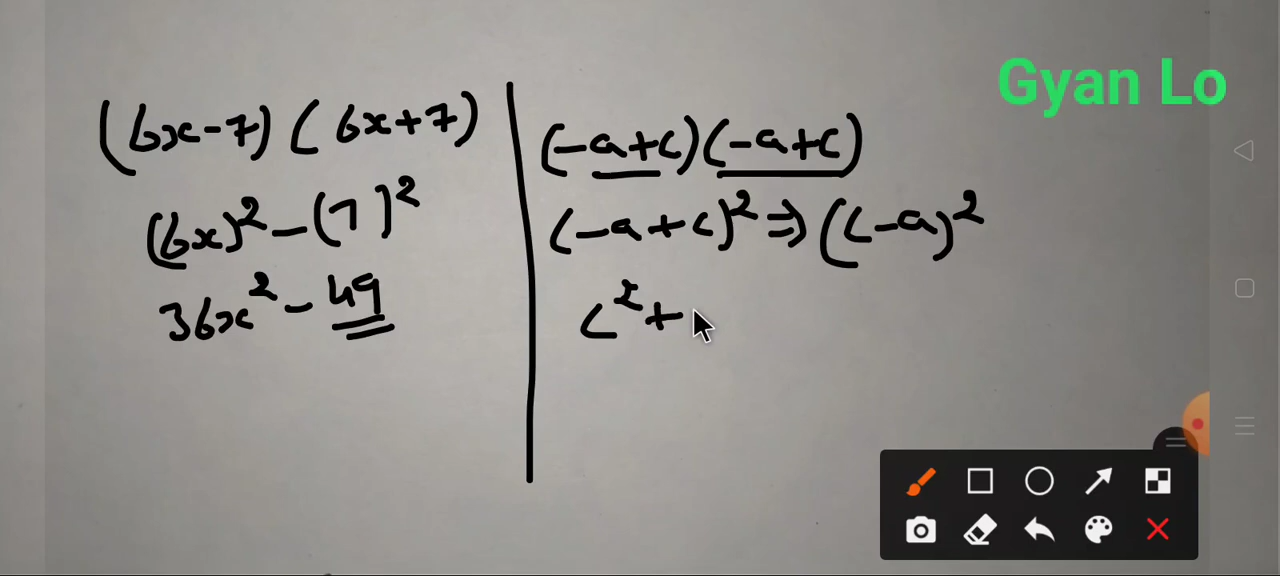 Gyan Lo
(6x-7) (6x+7)
(6x)² - (7)²
36x² - 49
(-a+c)(-a+c)
(-a+c)² ⇒ ((-a)²
c² +